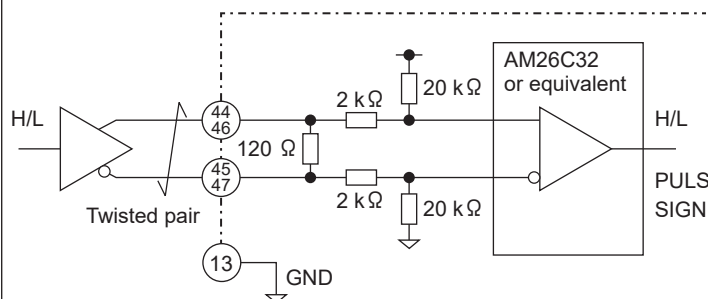 AM26C32
or equivalent
20 kΩ
2 kΩ
H/L
44
46
H/L
120 Ω
45
47
PULS
SIGN
2 kΩ
20 kΩ
Twisted pair
13
GND